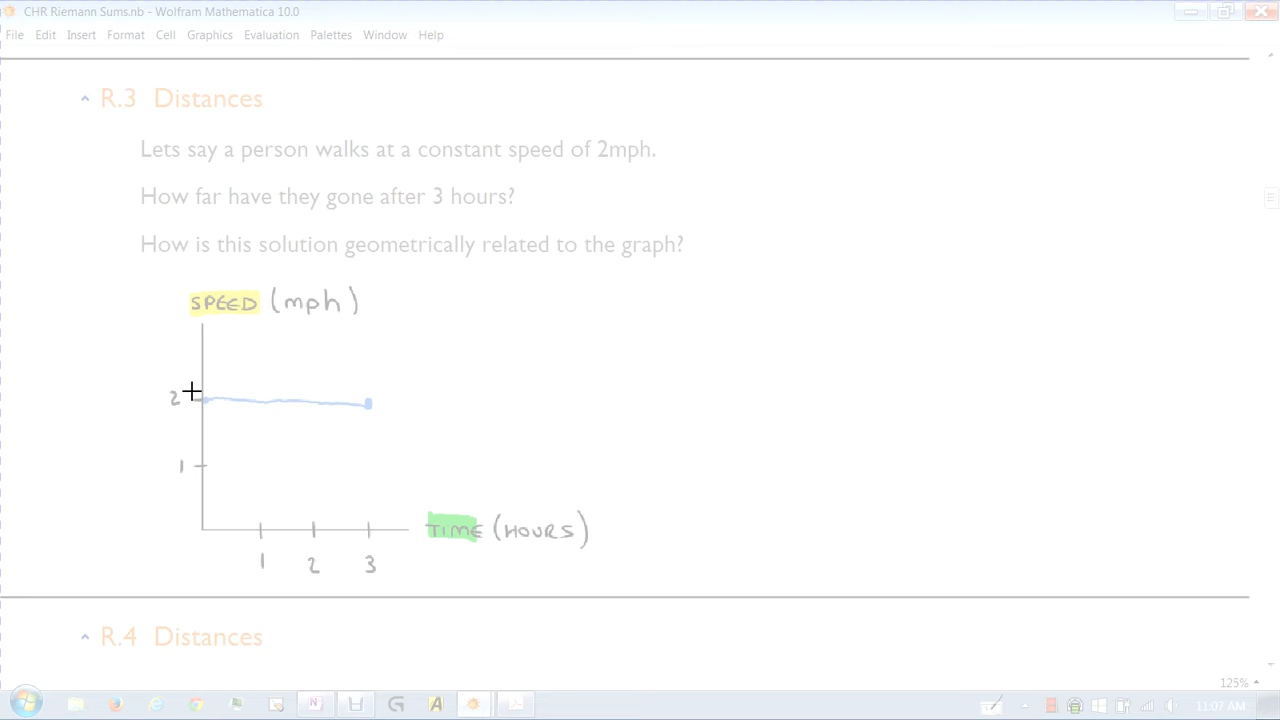 CHR Riemann Sums.nb - Wolfram Mathematica 10.0
File Edit Insert Format Cell Graphics Evaluation Palettes Window Help
R.3 Distances
Lets say a person walks at a constant speed of 2mph.
How far have they gone after 3 hours?
How is this solution geometrically related to the graph?
SPEED (mph)
2
1
TIME (HOURS)
1 2 3
R.4 Distances
125%
11:07 AM